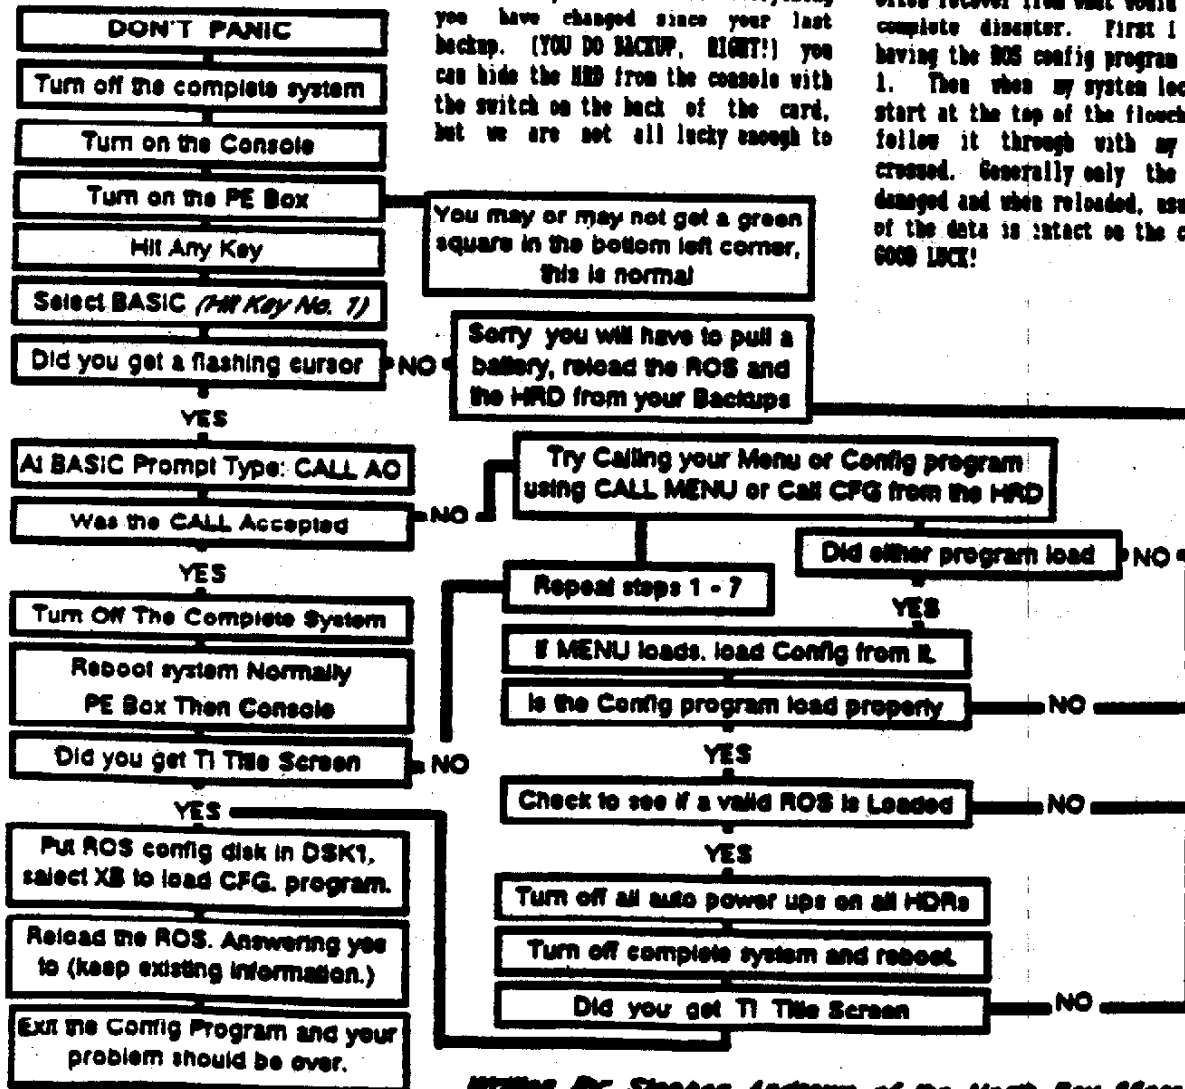 DON'T PANIC
Turn off the complete system
Turn on the Console
Turn on the PE Box
Hit Any Key
Select BASIC (Hit Key No. 1)
Did you get a flashing cursor
NO
YES
At BASIC Prompt Type: CALL AO
Was the CALL Accepted
NO
YES
Turn Off The Complete System
Reboot system Normally
PE Box Then Console
Did you get TI Title Screen
NO
YES
Put ROS config disk in DSK1,
select XB to load CFG. program.
Reload the ROS. Answering yes
to (keep existing information.)
Exit the Config Program and your
problem should be over.
you have changed since your last
backup. (YOU DO BACKUP, RIGHT!) you
can hide the HRD from the console with
the switch on the back of the card,
but we are not all lucky enough to
You may or may not get a green
square in the bottom left corner,
this is normal
Sorry you will have to pull a
battery, reload the ROS and
the HRD from your Backups
Try Calling your Menu or Config program
using CALL MENU or Call CFG from the HRD
Did either program load
NO
YES
Repeat steps 1 - 7
If MENU loads, load Config from it.
Is the Config program load properly
NO
YES
Check to see if a valid ROS is Loaded
NO
YES
Turn off all auto power ups on all HDRs
Turn off complete system and reboot.
Did you get TI Title Screen
NO
complete disaster. First I
having the ROS config program
1. Then when my system loc
start at the top of the flowch
follow it through with my
crossed. Generally only the
damaged and when reloaded, usu
of the data is intact on the c
GOOD LUCK!
Written By: Stephen of the North Bay